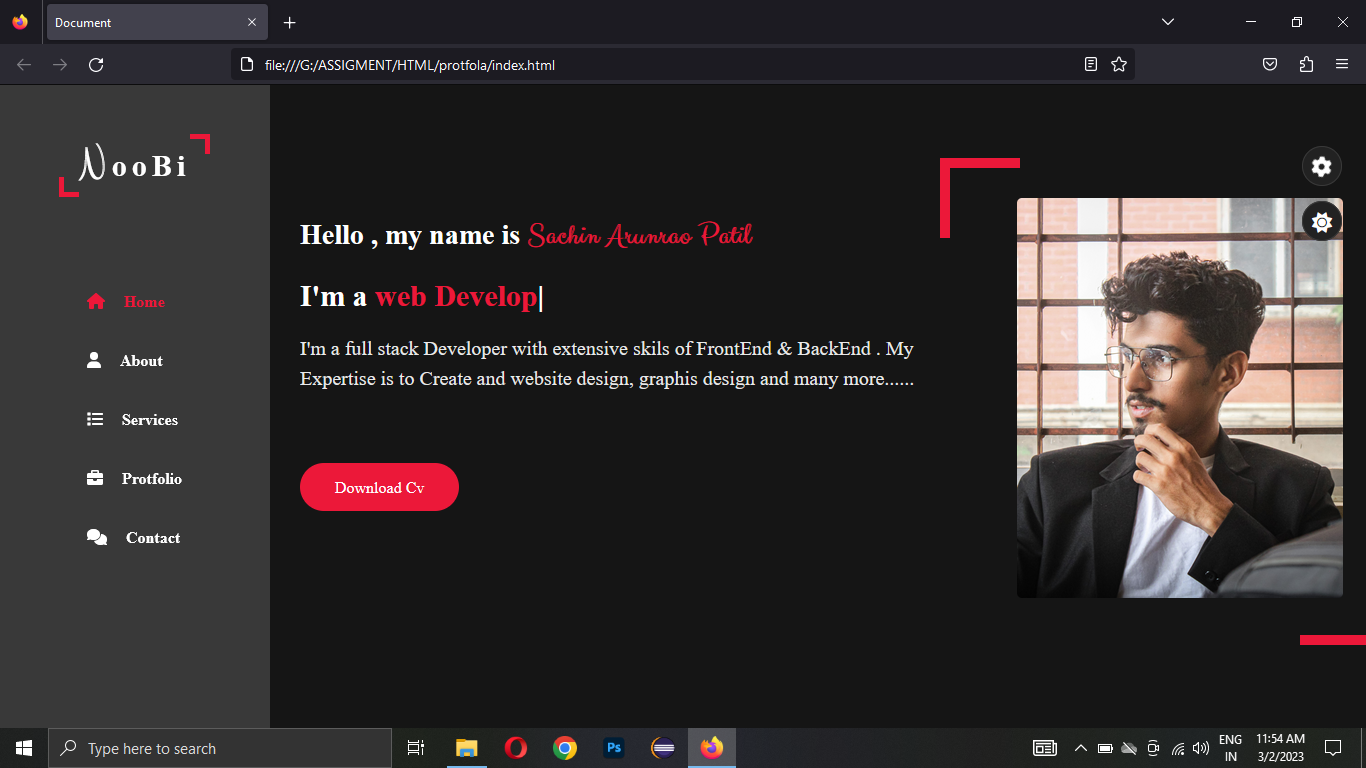 Document
file:///G:/ASSIGMENT/HTML/protfola/index.html
NooBi
Home
About
Services
Protfolio
Contact
Hello , my name is Sachin Arunrao Patil
I'm a web Develop|
I'm a full stack Developer with extensive skils of FrontEnd & BackEnd . My
Expertise is to Create and website design, graphis design and many more......
Download Cv
Type here to search
Ps
ENG
IN
11:54 AM
3/2/2023